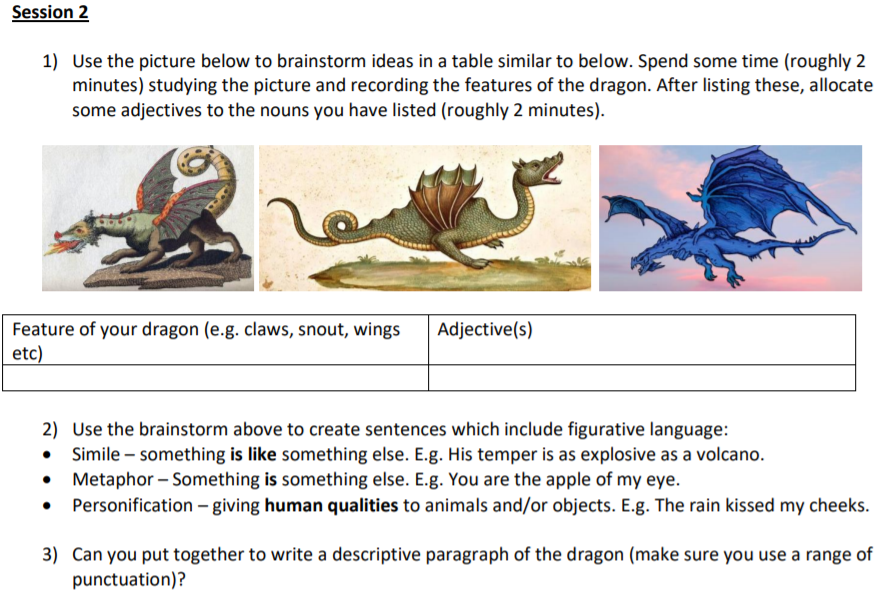 Session 2
1) Use the picture below to brainstorm ideas in a table similar to below. Spend some time (roughly 2
minutes) studying the picture and recording the features of the dragon. After listing these, allocate
some adjectives to the nouns you have listed (roughly 2 minutes).
Feature of your dragon (e.g. claws, snout, wings
etc)
Adjective(s)
2) Use the brainstorm above to create sentences which include figurative language:
• Simile – something is like something else. E.g. His temper is as explosive as a volcano.
• Metaphor – Something is something else. E.g. You are the apple of my eye.
• Personification – giving human qualities to animals and/or objects. E.g. The rain kissed my cheeks.
3) Can you put together to write a descriptive paragraph of the dragon (make sure you use a range of
punctuation)?